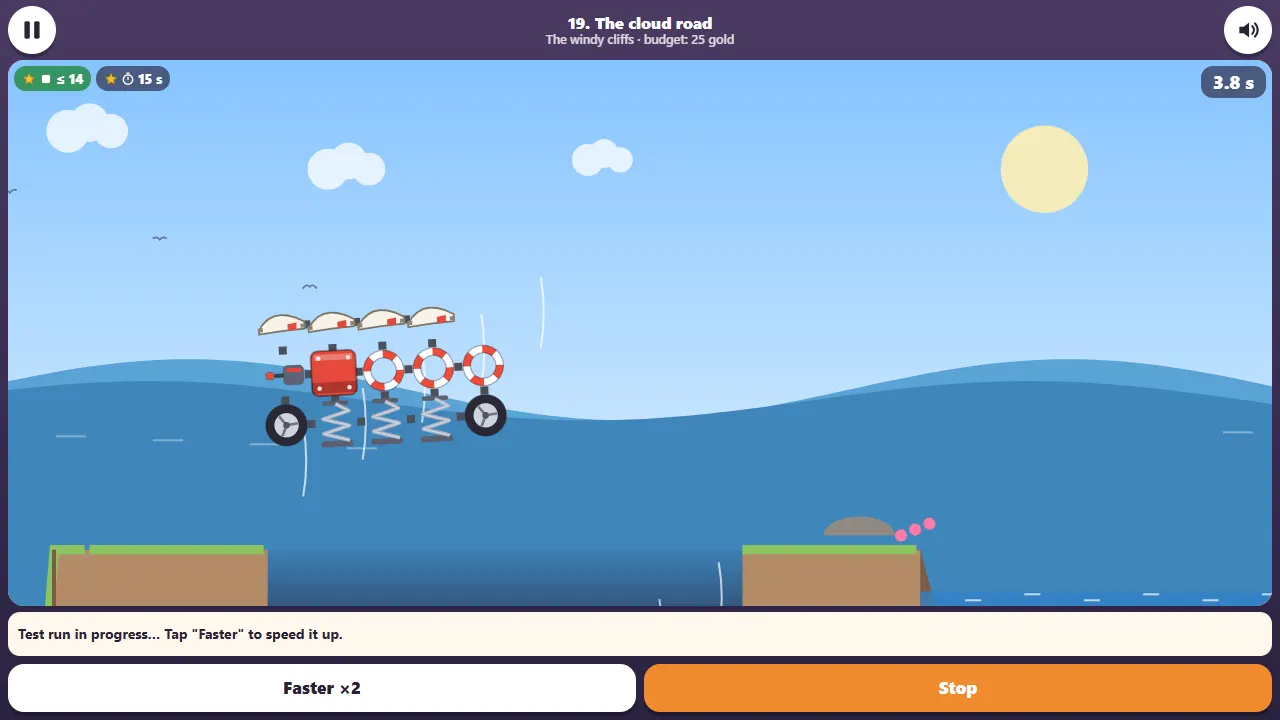 19. The cloud road
The windy cliffs · budget: 25 gold
≤ 14
15 s
3.8 s
Test run in progress... Tap "Faster" to speed it up.
Faster ×2
Stop